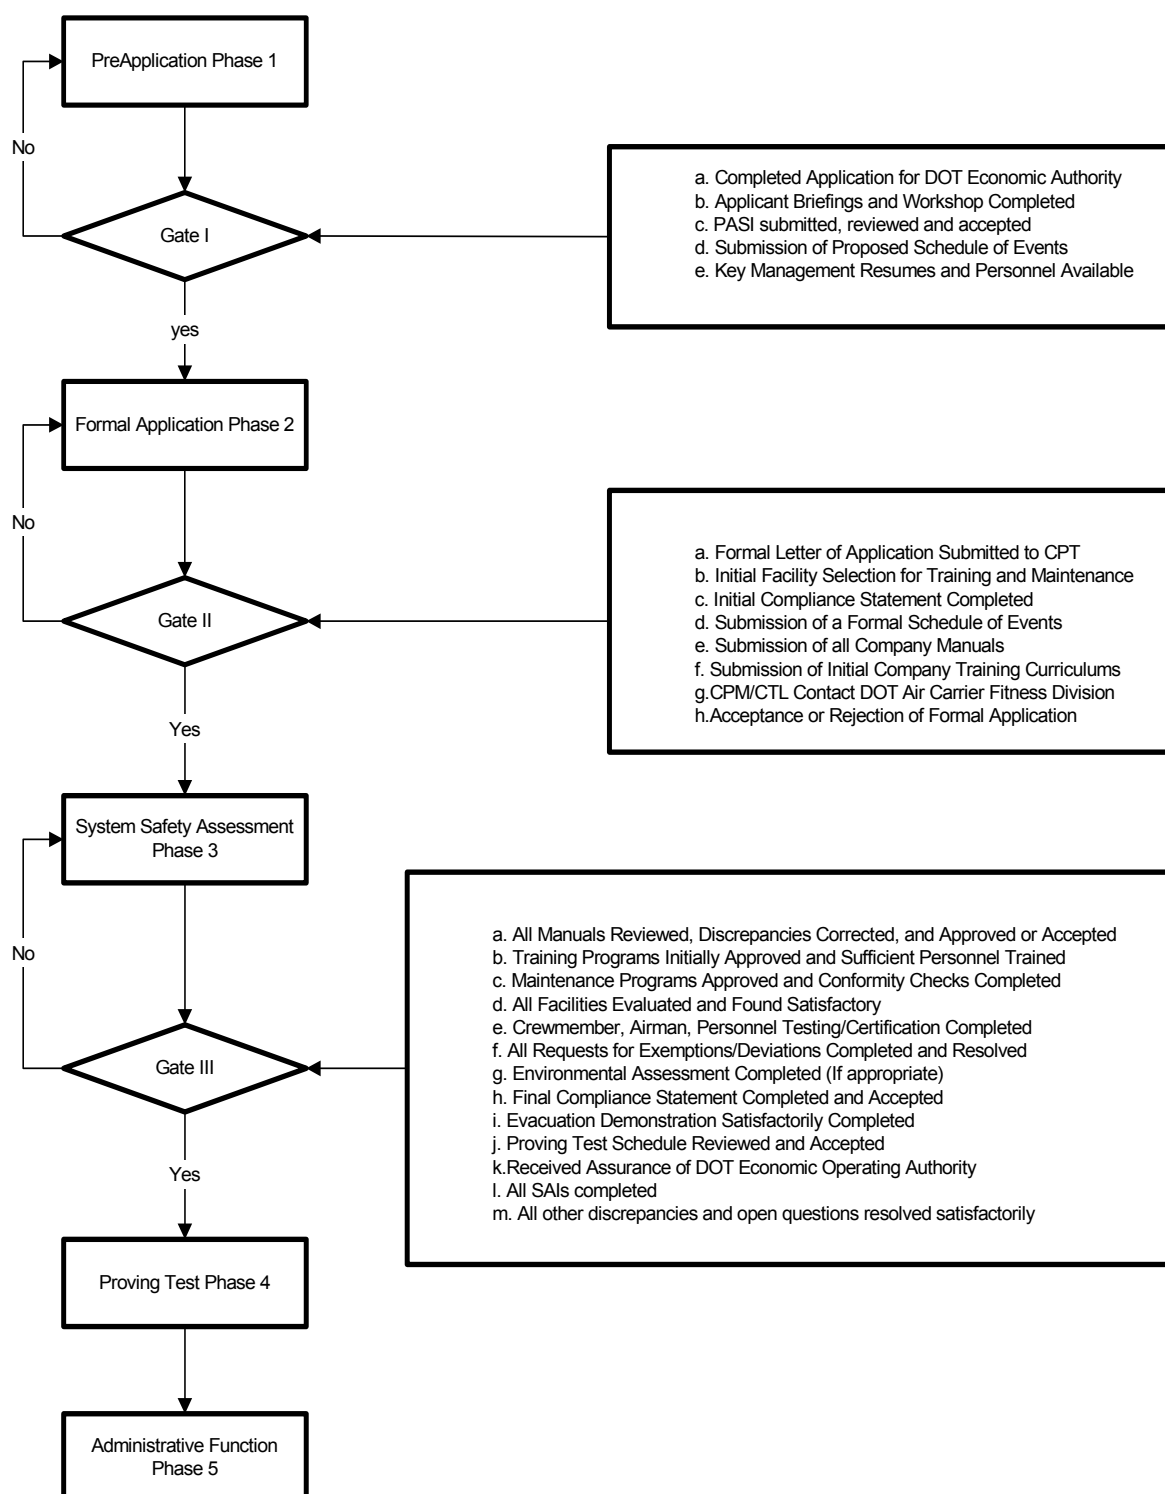 PreApplication Phase 1
No
a. Completed Application for DOT Economic Authority
b. Applicant Briefings and Workshop Completed
c. PASI submitted, reviewed and accepted
d. Submission of Proposed Schedule of Events
e. Key Management Resumes and Personnel Available
Gate I
yes
Formal Application Phase 2
No
a. Formal Letter of Application Submitted to CPT
b. Initial Facility Selection for Training and Maintenance
c. Initial Compliance Statement Completed
d. Submission of a Formal Schedule of Events
e. Submission of all Company Manuals
f. Submission of Initial Company Training Curriculums
g.CPM/CTL Contact DOT Air Carrier Fitness Division
h.Acceptance or Rejection of Formal Application
Gate II
Yes
System Safety Assessment
Phase 3
No
a. All Manuals Reviewed, Discrepancies Corrected, and Approved or Accepted
b. Training Programs Initially Approved and Sufficient Personnel Trained
c. Maintenance Programs Approved and Conformity Checks Completed
d. All Facilities Evaluated and Found Satisfactory
e. Crewmember, Airman, Personnel Testing/Certification Completed
f. All Requests for Exemptions/Deviations Completed and Resolved
g. Environmental Assessment Completed (If appropriate)
h. Final Compliance Statement Completed and Accepted
i. Evacuation Demonstration Satisfactorily Completed
j. Proving Test Schedule Reviewed and Accepted
k.Received Assurance of DOT Economic Operating Authority
l. All SAIs completed
m. All other discrepancies and open questions resolved satisfactorily
Gate III
Yes
Proving Test Phase 4
Administrative Function
Phase 5